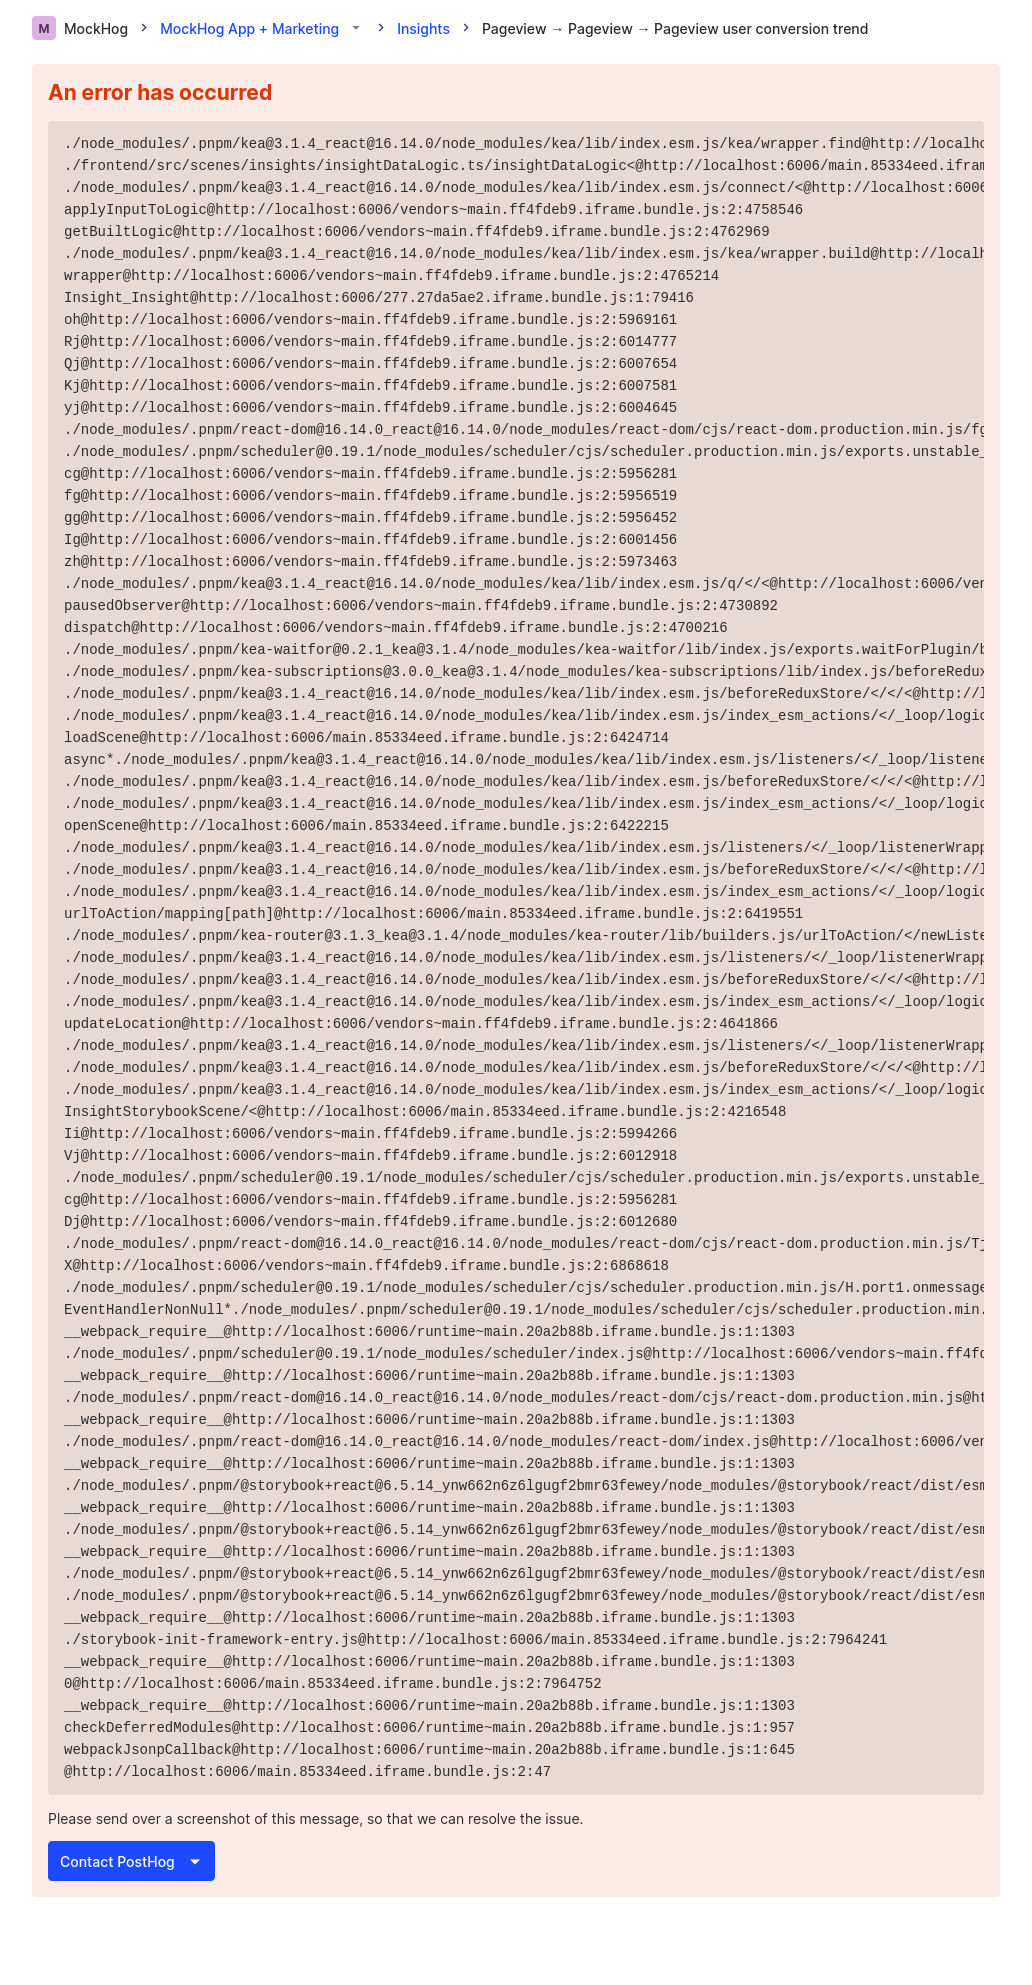 M MockHog > MockHog App + Marketing > Insights > Pageview → Pageview → Pageview user conversion trend
An error has occurred
./node_modules/.pnpm/kea@3.1.4_react@16.14.0/node_modules/kea/lib/index.esm.js/kea/wrapper.find@http://localho
./frontend/src/scenes/insights/insightDataLogic.ts/insightDataLogic<@http://localhost:6006/main.85334eed.ifram
./node_modules/.pnpm/kea@3.1.4_react@16.14.0/node_modules/kea/lib/index.esm.js/connect/<@http://localhost:6006
applyInputToLogic@http://localhost:6006/vendors~main.ff4fdeb9.iframe.bundle.js:2:4758546
getBuiltLogic@http://localhost:6006/vendors~main.ff4fdeb9.iframe.bundle.js:2:4762969
./node_modules/.pnpm/kea@3.1.4_react@16.14.0/node_modules/kea/lib/index.esm.js/kea/wrapper.build@http://localh
wrapper@http://localhost:6006/vendors~main.ff4fdeb9.iframe.bundle.js:2:4765214
Insight_Insight@http://localhost:6006/277.27da5ae2.iframe.bundle.js:1:79416
oh@http://localhost:6006/vendors~main.ff4fdeb9.iframe.bundle.js:2:5969161
Rj@http://localhost:6006/vendors~main.ff4fdeb9.iframe.bundle.js:2:6014777
Qj@http://localhost:6006/vendors~main.ff4fdeb9.iframe.bundle.js:2:6007654
Kj@http://localhost:6006/vendors~main.ff4fdeb9.iframe.bundle.js:2:6007581
yj@http://localhost:6006/vendors~main.ff4fdeb9.iframe.bundle.js:2:6004645
./node_modules/.pnpm/react-dom@16.14.0_react@16.14.0/node_modules/react-dom/cjs/react-dom.production.min.js/fg
./node_modules/.pnpm/scheduler@0.19.1/node_modules/scheduler/cjs/scheduler.production.min.js/exports.unstable_
cg@http://localhost:6006/vendors~main.ff4fdeb9.iframe.bundle.js:2:5956281
fg@http://localhost:6006/vendors~main.ff4fdeb9.iframe.bundle.js:2:5956519
gg@http://localhost:6006/vendors~main.ff4fdeb9.iframe.bundle.js:2:5956452
Ig@http://localhost:6006/vendors~main.ff4fdeb9.iframe.bundle.js:2:6001456
zh@http://localhost:6006/vendors~main.ff4fdeb9.iframe.bundle.js:2:5973463
./node_modules/.pnpm/kea@3.1.4_react@16.14.0/node_modules/kea/lib/index.esm.js/q/</<@http://localhost:6006/ven
pausedObserver@http://localhost:6006/vendors~main.ff4fdeb9.iframe.bundle.js:2:4730892
dispatch@http://localhost:6006/vendors~main.ff4fdeb9.iframe.bundle.js:2:4700216
./node_modules/.pnpm/kea-waitfor@0.2.1_kea@3.1.4/node_modules/kea-waitfor/lib/index.js/exports.waitForPlugin/b
./node_modules/.pnpm/kea-subscriptions@3.0.0_kea@3.1.4/node_modules/kea-subscriptions/lib/index.js/beforeRedux
./node_modules/.pnpm/kea@3.1.4_react@16.14.0/node_modules/kea/lib/index.esm.js/beforeReduxStore/</</<@http://l
./node_modules/.pnpm/kea@3.1.4_react@16.14.0/node_modules/kea/lib/index.esm.js/index_esm_actions/</_loop/logic
loadScene@http://localhost:6006/main.85334eed.iframe.bundle.js:2:6424714
async*./node_modules/.pnpm/kea@3.1.4_react@16.14.0/node_modules/kea/lib/index.esm.js/listeners/</_loop/listene
./node_modules/.pnpm/kea@3.1.4_react@16.14.0/node_modules/kea/lib/index.esm.js/beforeReduxStore/</</<@http://l
./node_modules/.pnpm/kea@3.1.4_react@16.14.0/node_modules/kea/lib/index.esm.js/index_esm_actions/</_loop/logic
openScene@http://localhost:6006/main.85334eed.iframe.bundle.js:2:6422215
./node_modules/.pnpm/kea@3.1.4_react@16.14.0/node_modules/kea/lib/index.esm.js/listeners/</_loop/listenerWrapp
./node_modules/.pnpm/kea@3.1.4_react@16.14.0/node_modules/kea/lib/index.esm.js/beforeReduxStore/</</<@http://l
./node_modules/.pnpm/kea@3.1.4_react@16.14.0/node_modules/kea/lib/index.esm.js/index_esm_actions/</_loop/logic
urlToAction/mapping[path]@http://localhost:6006/main.85334eed.iframe.bundle.js:2:6419551
./node_modules/.pnpm/kea-router@3.1.3_kea@3.1.4/node_modules/kea-router/lib/builders.js/urlToAction/</newListe
./node_modules/.pnpm/kea@3.1.4_react@16.14.0/node_modules/kea/lib/index.esm.js/listeners/</_loop/listenerWrapp
./node_modules/.pnpm/kea@3.1.4_react@16.14.0/node_modules/kea/lib/index.esm.js/beforeReduxStore/</</<@http://l
./node_modules/.pnpm/kea@3.1.4_react@16.14.0/node_modules/kea/lib/index.esm.js/index_esm_actions/</_loop/logic
updateLocation@http://localhost:6006/vendors~main.ff4fdeb9.iframe.bundle.js:2:4641866
./node_modules/.pnpm/kea@3.1.4_react@16.14.0/node_modules/kea/lib/index.esm.js/listeners/</_loop/listenerWrapp
./node_modules/.pnpm/kea@3.1.4_react@16.14.0/node_modules/kea/lib/index.esm.js/beforeReduxStore/</</<@http://l
./node_modules/.pnpm/kea@3.1.4_react@16.14.0/node_modules/kea/lib/index.esm.js/index_esm_actions/</_loop/logic
InsightStorybookScene/<@http://localhost:6006/main.85334eed.iframe.bundle.js:2:4216548
Ii@http://localhost:6006/vendors~main.ff4fdeb9.iframe.bundle.js:2:5994266
Vj@http://localhost:6006/vendors~main.ff4fdeb9.iframe.bundle.js:2:6012918
./node_modules/.pnpm/scheduler@0.19.1/node_modules/scheduler/cjs/scheduler.production.min.js/exports.unstable_
cg@http://localhost:6006/vendors~main.ff4fdeb9.iframe.bundle.js:2:5956281
Dj@http://localhost:6006/vendors~main.ff4fdeb9.iframe.bundle.js:2:6012680
./node_modules/.pnpm/react-dom@16.14.0_react@16.14.0/node_modules/react-dom/cjs/react-dom.production.min.js/Tj
X@http://localhost:6006/vendors~main.ff4fdeb9.iframe.bundle.js:2:6868618
./node_modules/.pnpm/scheduler@0.19.1/node_modules/scheduler/cjs/scheduler.production.min.js/H.port1.onmessage
EventHandlerNonNull*./node_modules/.pnpm/scheduler@0.19.1/node_modules/scheduler/cjs/scheduler.production.min.
__webpack_require__@http://localhost:6006/runtime~main.20a2b88b.iframe.bundle.js:1:1303
./node_modules/.pnpm/scheduler@0.19.1/node_modules/scheduler/index.js@http://localhost:6006/vendors~main.ff4fd
__webpack_require__@http://localhost:6006/runtime~main.20a2b88b.iframe.bundle.js:1:1303
./node_modules/.pnpm/react-dom@16.14.0_react@16.14.0/node_modules/react-dom/cjs/react-dom.production.min.js@ht
__webpack_require__@http://localhost:6006/runtime~main.20a2b88b.iframe.bundle.js:1:1303
./node_modules/.pnpm/react-dom@16.14.0_react@16.14.0/node_modules/react-dom/index.js@http://localhost:6006/ven
__webpack_require__@http://localhost:6006/runtime~main.20a2b88b.iframe.bundle.js:1:1303
./node_modules/.pnpm/@storybook+react@6.5.14_ynw662n6z6lgugf2bmr63fewey/node_modules/@storybook/react/dist/esm
__webpack_require__@http://localhost:6006/runtime~main.20a2b88b.iframe.bundle.js:1:1303
./node_modules/.pnpm/@storybook+react@6.5.14_ynw662n6z6lgugf2bmr63fewey/node_modules/@storybook/react/dist/esm
__webpack_require__@http://localhost:6006/runtime~main.20a2b88b.iframe.bundle.js:1:1303
./node_modules/.pnpm/@storybook+react@6.5.14_ynw662n6z6lgugf2bmr63fewey/node_modules/@storybook/react/dist/esm
./node_modules/.pnpm/@storybook+react@6.5.14_ynw662n6z6lgugf2bmr63fewey/node_modules/@storybook/react/dist/esm
__webpack_require__@http://localhost:6006/runtime~main.20a2b88b.iframe.bundle.js:1:1303
./storybook-init-framework-entry.js@http://localhost:6006/main.85334eed.iframe.bundle.js:2:7964241
__webpack_require__@http://localhost:6006/runtime~main.20a2b88b.iframe.bundle.js:1:1303
0@http://localhost:6006/main.85334eed.iframe.bundle.js:2:7964752
__webpack_require__@http://localhost:6006/runtime~main.20a2b88b.iframe.bundle.js:1:1303
checkDeferredModules@http://localhost:6006/runtime~main.20a2b88b.iframe.bundle.js:1:957
webpackJsonpCallback@http://localhost:6006/runtime~main.20a2b88b.iframe.bundle.js:1:645
@http://localhost:6006/main.85334eed.iframe.bundle.js:2:47
Please send over a screenshot of this message, so that we can resolve the issue.
Contact PostHog